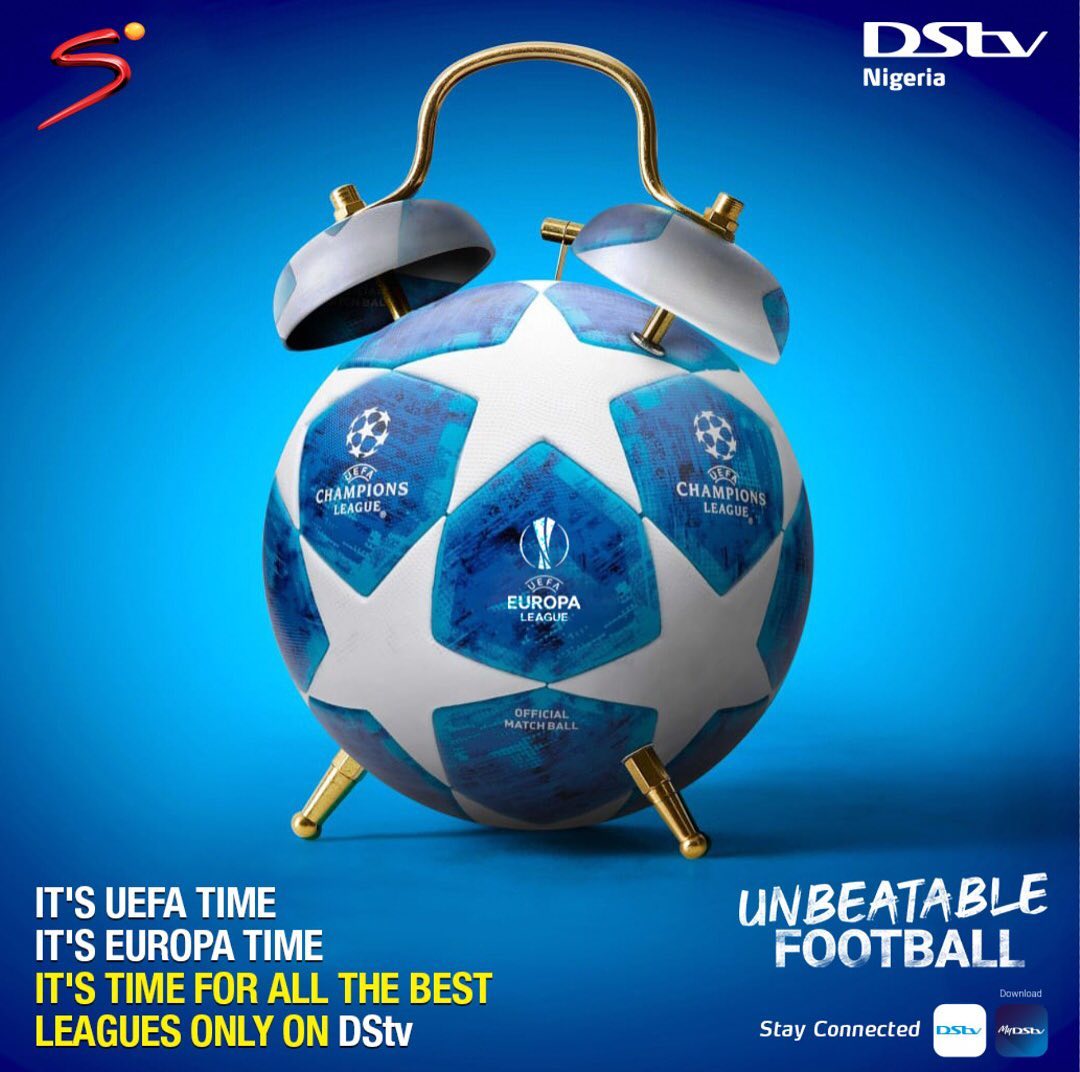 DStv
Nigeria
UEFA
CHAMPIONS
LEAGUE®
UEFA
CHAMPIONS
LEAGUE®
UEFA
EUROPA
LEAGUE
OFFICIAL
MATCH BALL
IT'S UEFA TIME
IT'S EUROPA TIME
IT'S TIME FOR ALL THE BEST
LEAGUES ONLY ON DStv
UNBEATABLE
FOOTBALL
Download
Stay Connected DStv MyDStv